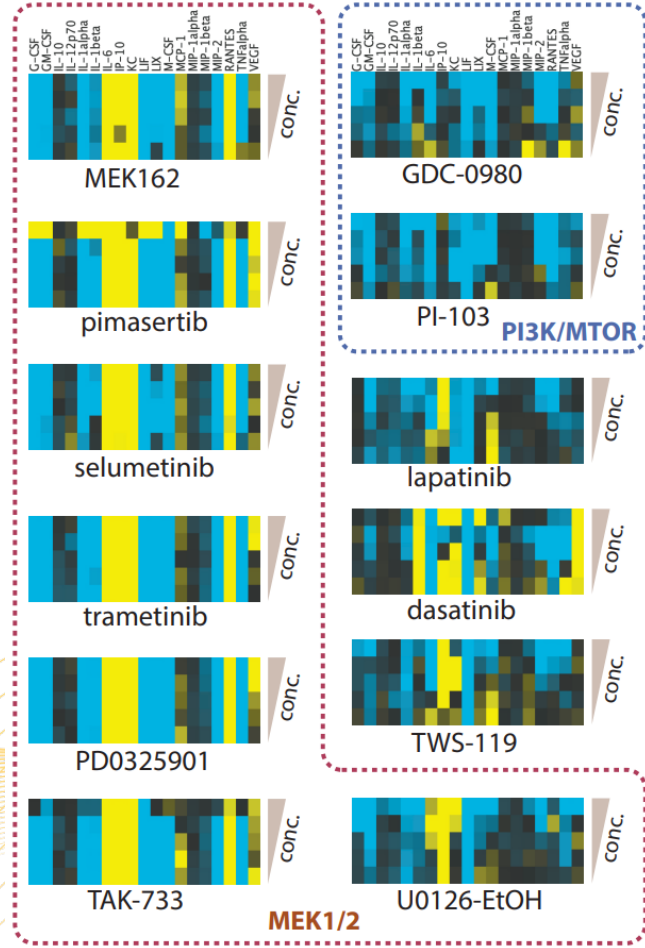 G-CSF
GM-CSF
IL-10
IL-12p70
IL-1alpha
IL-1beta
IL-6
IP-10
KC
LIF
LIX
M-CSF
MCP-1
MIP-1alpha
MIP-1beta
MIP-2
RANTES
TNFalpha
VEGF
conc.
MEK162
G-CSF
GM-CSF
IL-10
IL-12p70
IL-1alpha
IL-1beta
IL-6
IP-10
KC
LIF
LIX
M-CSF
MCP-1
MIP-1alpha
MIP-1beta
MIP-2
RANTES
TNFalpha
VEGF
conc.
GDC-0980
conc.
pimasertib
conc.
PI-103
PI3K/MTOR
conc.
selumetinib
conc.
lapatinib
conc.
trametinib
conc.
dasatinib
conc.
PD0325901
conc.
TWS-119
conc.
TAK-733
conc.
U0126-EtOH
MEK1/2